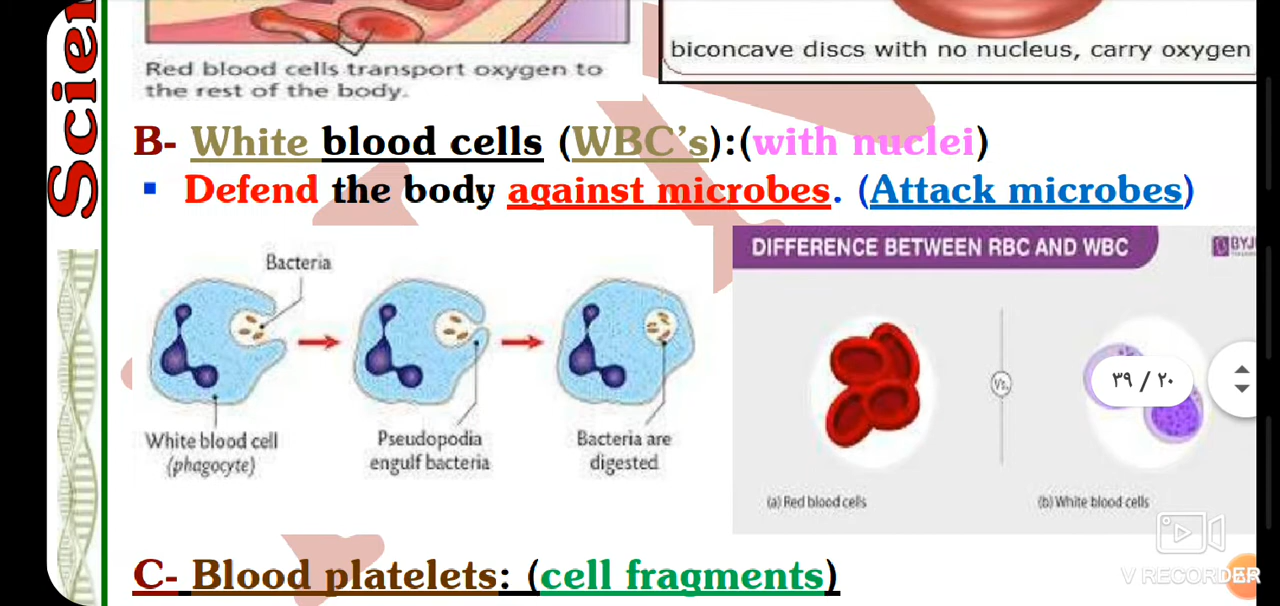 Scien
Red blood cells transport oxygen to
the rest of the body.
biconcave discs with no nucleus, carry oxygen
B- White blood cells (WBC's):(with nuclei)
▪ Defend the body against microbes. (Attack microbes)
Bacteria
White blood cell
(phagocyte)
Pseudopodia
engulf bacteria
Bacteria are
digested
DIFFERENCE BETWEEN RBC AND WBC
BYJ
Vs.
٣٩ / ٢٠
(a) Red blood cells
(b) White blood cells
V RECORDER
C- Blood platelets: (cell fragments)